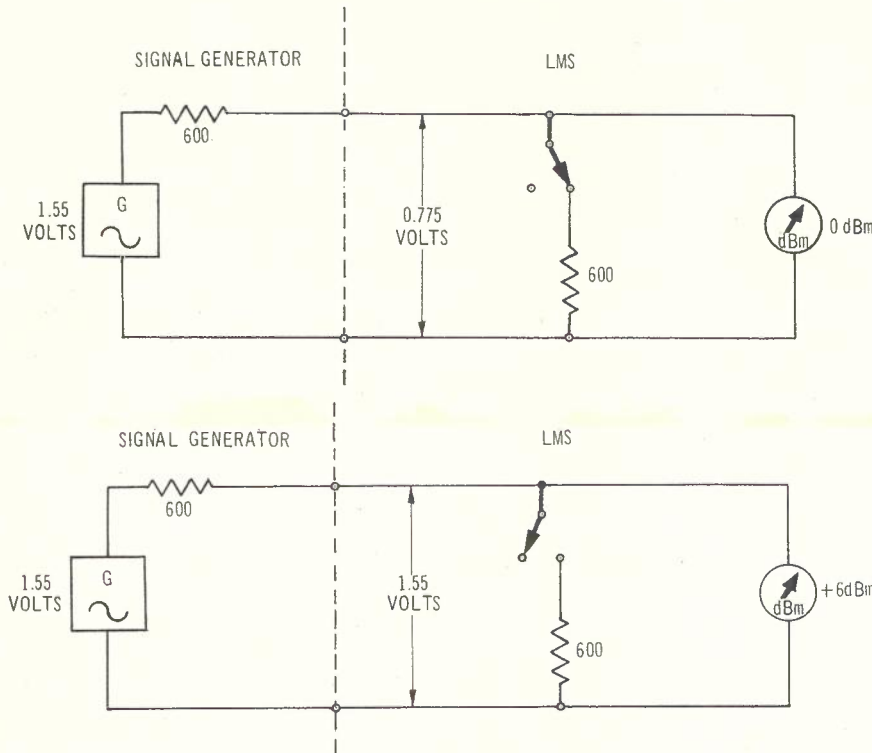 SIGNAL GENERATOR
LMS
600
G
1.55
VOLTS
0.775
VOLTS
600
dBm
0 dBm
SIGNAL GENERATOR
LMS
600
G
1.55
VOLTS
1.55
VOLTS
600
dBm
+6dBm